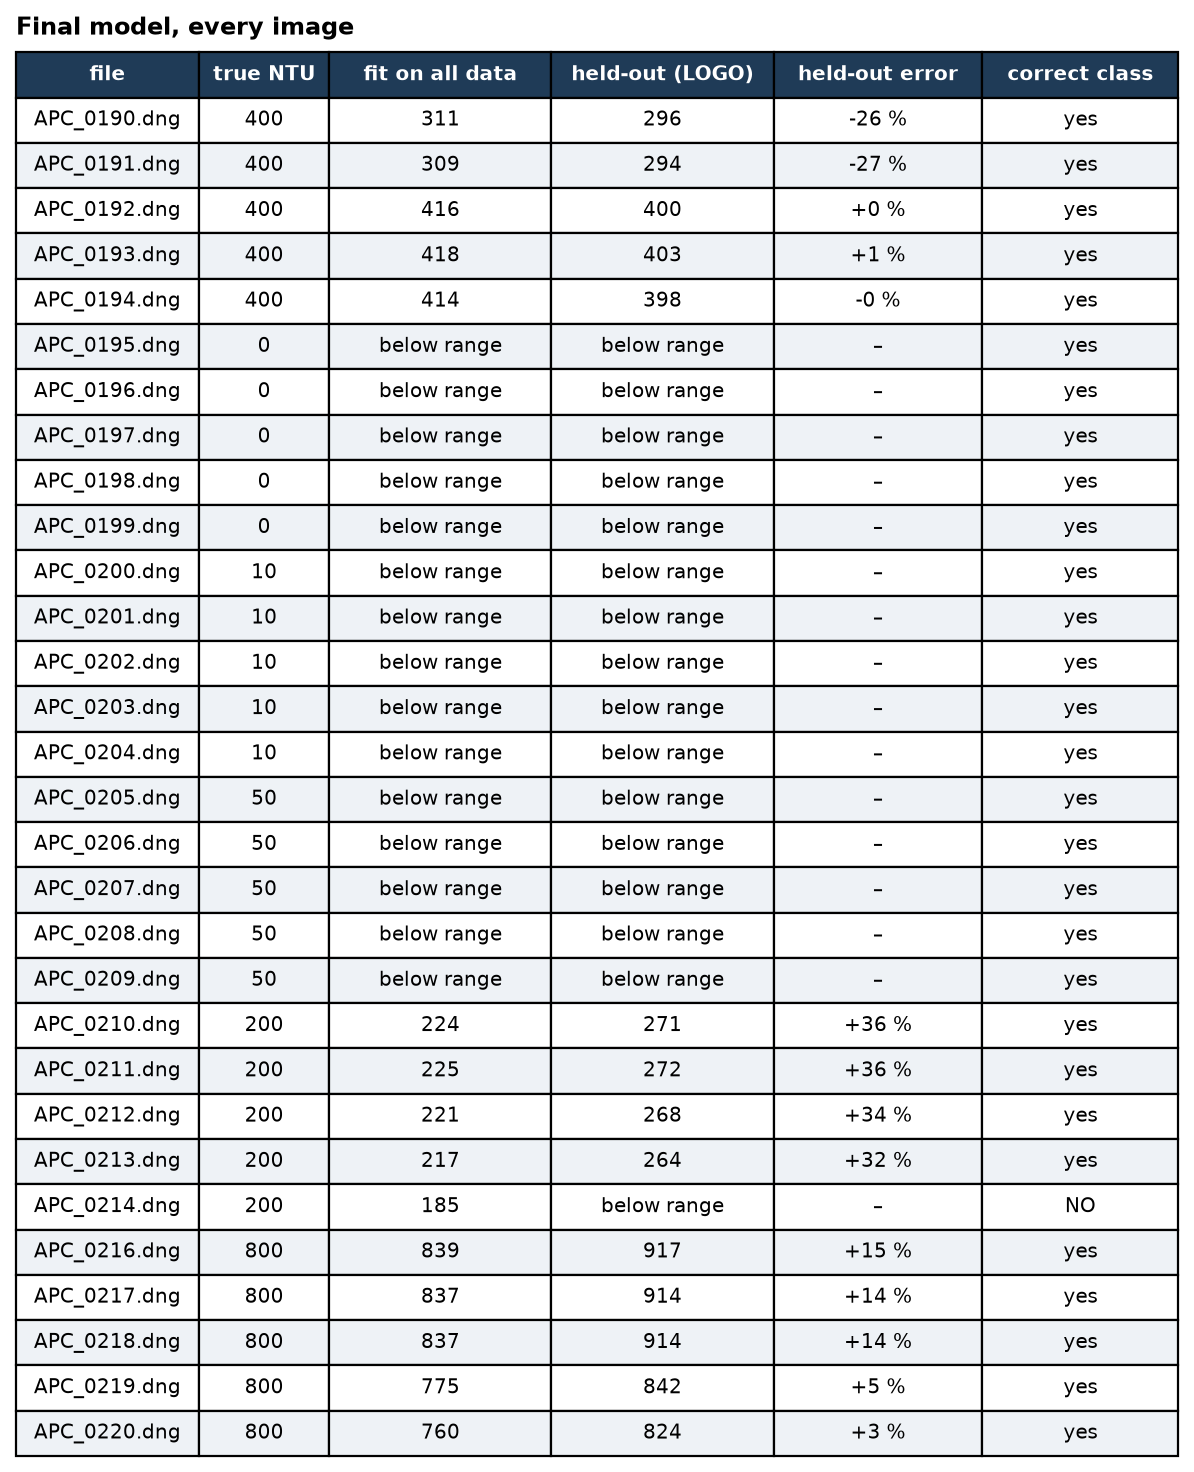 Final model, every image
file true NTU fit on all data held-out (LOGO) held-out error correct class
APC_0190.dng 400 311 296 -26 % yes
APC_0191.dng 400 309 294 -27 % yes
APC_0192.dng 400 416 400 +0 % yes
APC_0193.dng 400 418 403 +1 % yes
APC_0194.dng 400 414 398 -0 % yes
APC_0195.dng 0 below range below range – yes
APC_0196.dng 0 below range below range – yes
APC_0197.dng 0 below range below range – yes
APC_0198.dng 0 below range below range – yes
APC_0199.dng 0 below range below range – yes
APC_0200.dng 10 below range below range – yes
APC_0201.dng 10 below range below range – yes
APC_0202.dng 10 below range below range – yes
APC_0203.dng 10 below range below range – yes
APC_0204.dng 10 below range below range – yes
APC_0205.dng 50 below range below range – yes
APC_0206.dng 50 below range below range – yes
APC_0207.dng 50 below range below range – yes
APC_0208.dng 50 below range below range – yes
APC_0209.dng 50 below range below range – yes
APC_0210.dng 200 224 271 +36 % yes
APC_0211.dng 200 225 272 +36 % yes
APC_0212.dng 200 221 268 +34 % yes
APC_0213.dng 200 217 264 +32 % yes
APC_0214.dng 200 185 below range – NO
APC_0216.dng 800 839 917 +15 % yes
APC_0217.dng 800 837 914 +14 % yes
APC_0218.dng 800 837 914 +14 % yes
APC_0219.dng 800 775 842 +5 % yes
APC_0220.dng 800 760 824 +3 % yes